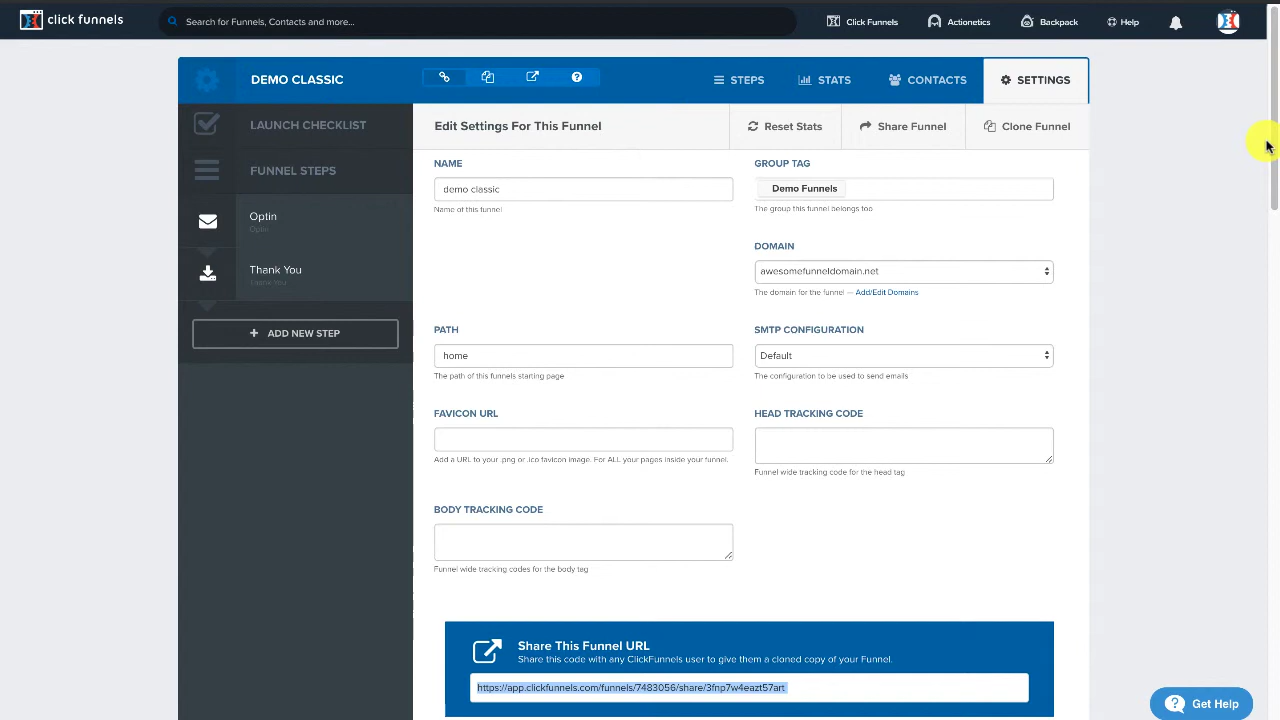 click funnels
Search for Funnels, Contacts and more...
Click Funnels
Actionetics
Backpack
Help
DEMO CLASSIC
STEPS
STATS
CONTACTS
SETTINGS
LAUNCH CHECKLIST
FUNNEL STEPS
Optin
Optin
Thank You
Thank You
+ ADD NEW STEP
Edit Settings For This Funnel
Reset Stats
Share Funnel
Clone Funnel
NAME
demo classic
Name of this funnel
GROUP TAG
Demo Funnels
The group this funnel belongs too
DOMAIN
awesomefunneldomain.net
The domain for the funnel — Add/Edit Domains
PATH
home
The path of this funnels starting page
SMTP CONFIGURATION
Default
The configuration to be used to send emails
FAVICON URL
Add a URL to your .png or .ico favicon image. For ALL your pages inside your funnel.
HEAD TRACKING CODE
Funnel wide tracking code for the head tag
BODY TRACKING CODE
Funnel wide tracking codes for the body tag
Share This Funnel URL
Share this code with any ClickFunnels user to give them a cloned copy of your Funnel.
https://app.clickfunnels.com/funnels/7483056/share/3fnp7w4eazt57art
Get Help